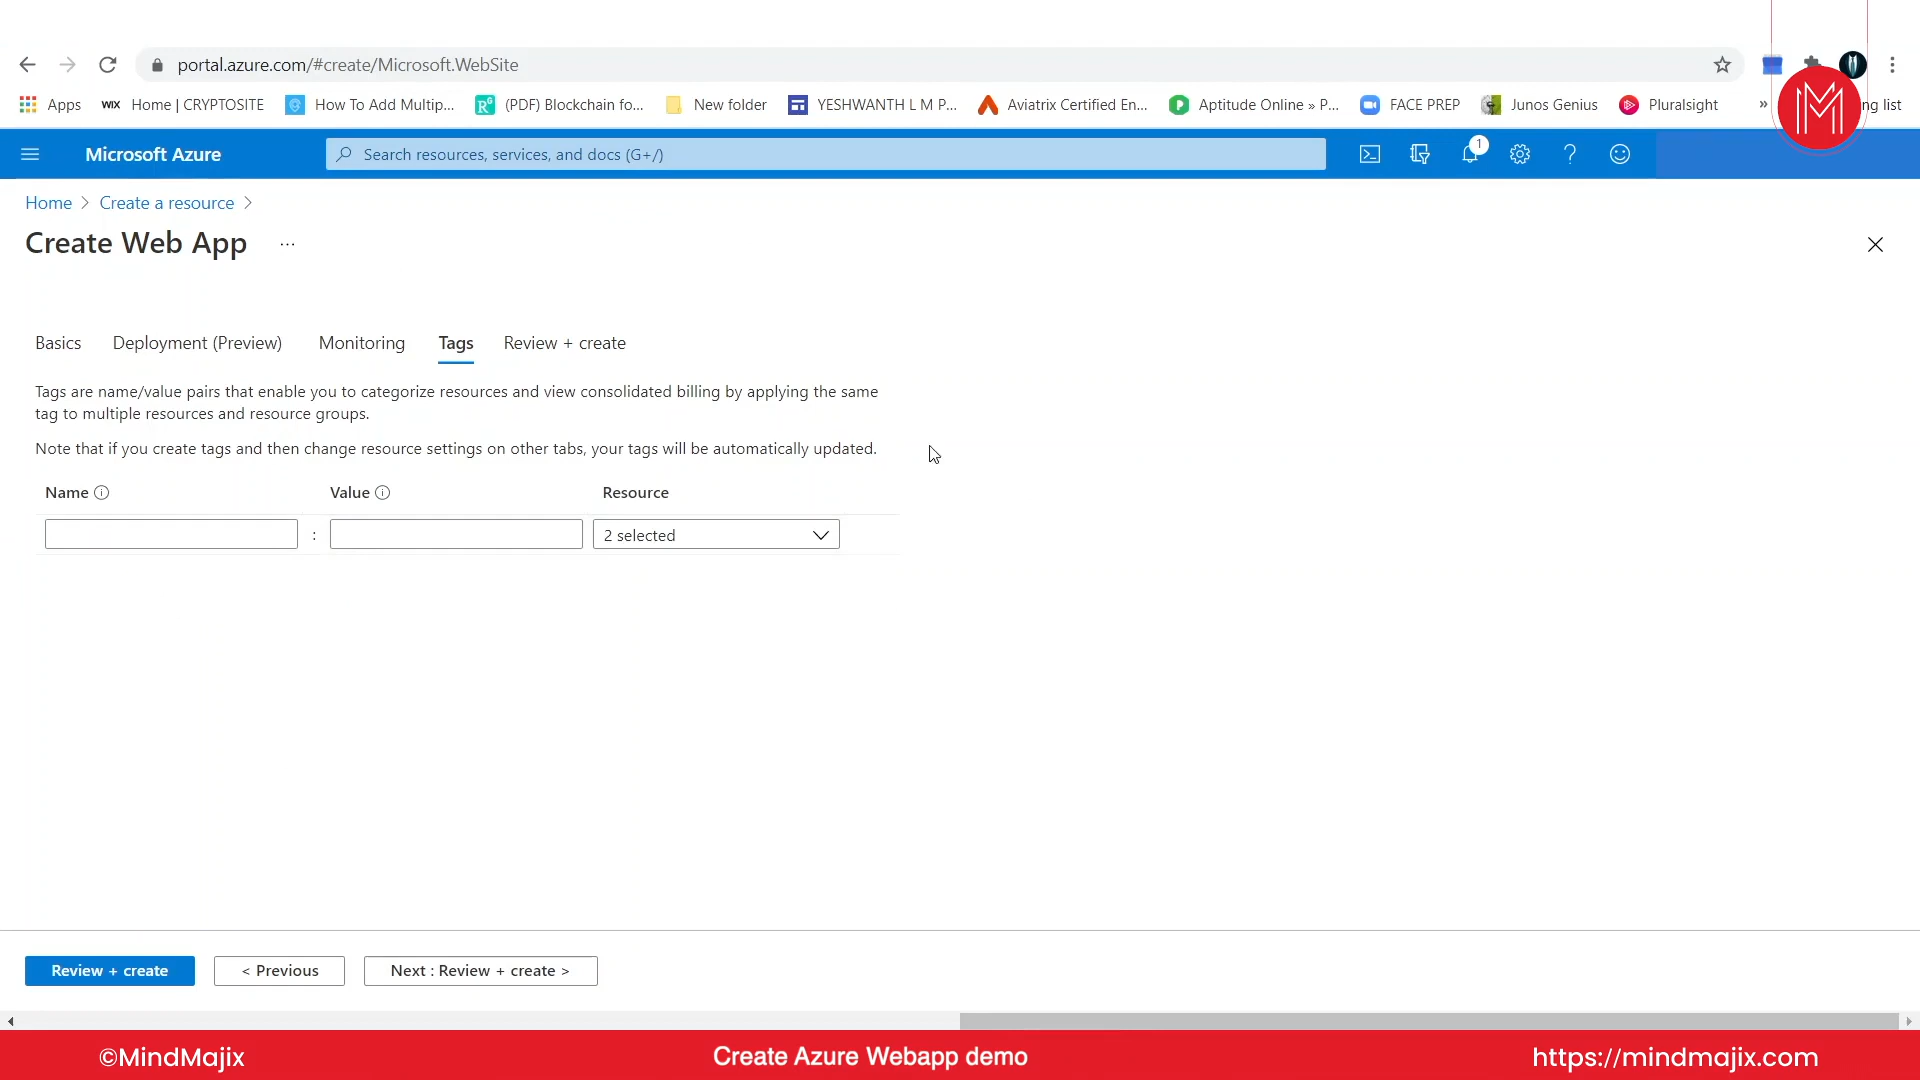 portal.azure.com/#create/Microsoft.WebSite
Apps WIX Home | CRYPTOSITE How To Add Multip... (PDF) Blockchain fo... New folder YESHWANTH L M P... Aviatrix Certified En... Aptitude Online » P... FACE PREP Junos Genius Pluralsight » ng list
Microsoft Azure Search resources, services, and docs (G+/) 1
Home > Create a resource >
Create Web App ...
Basics Deployment (Preview) Monitoring Tags Review + create
Tags are name/value pairs that enable you to categorize resources and view consolidated billing by applying the same
tag to multiple resources and resource groups.
Note that if you create tags and then change resource settings on other tabs, your tags will be automatically updated.
Name Value Resource
: 2 selected
Review + create < Previous Next : Review + create >
©MindMajix Create Azure Webapp demo https://mindmajix.com